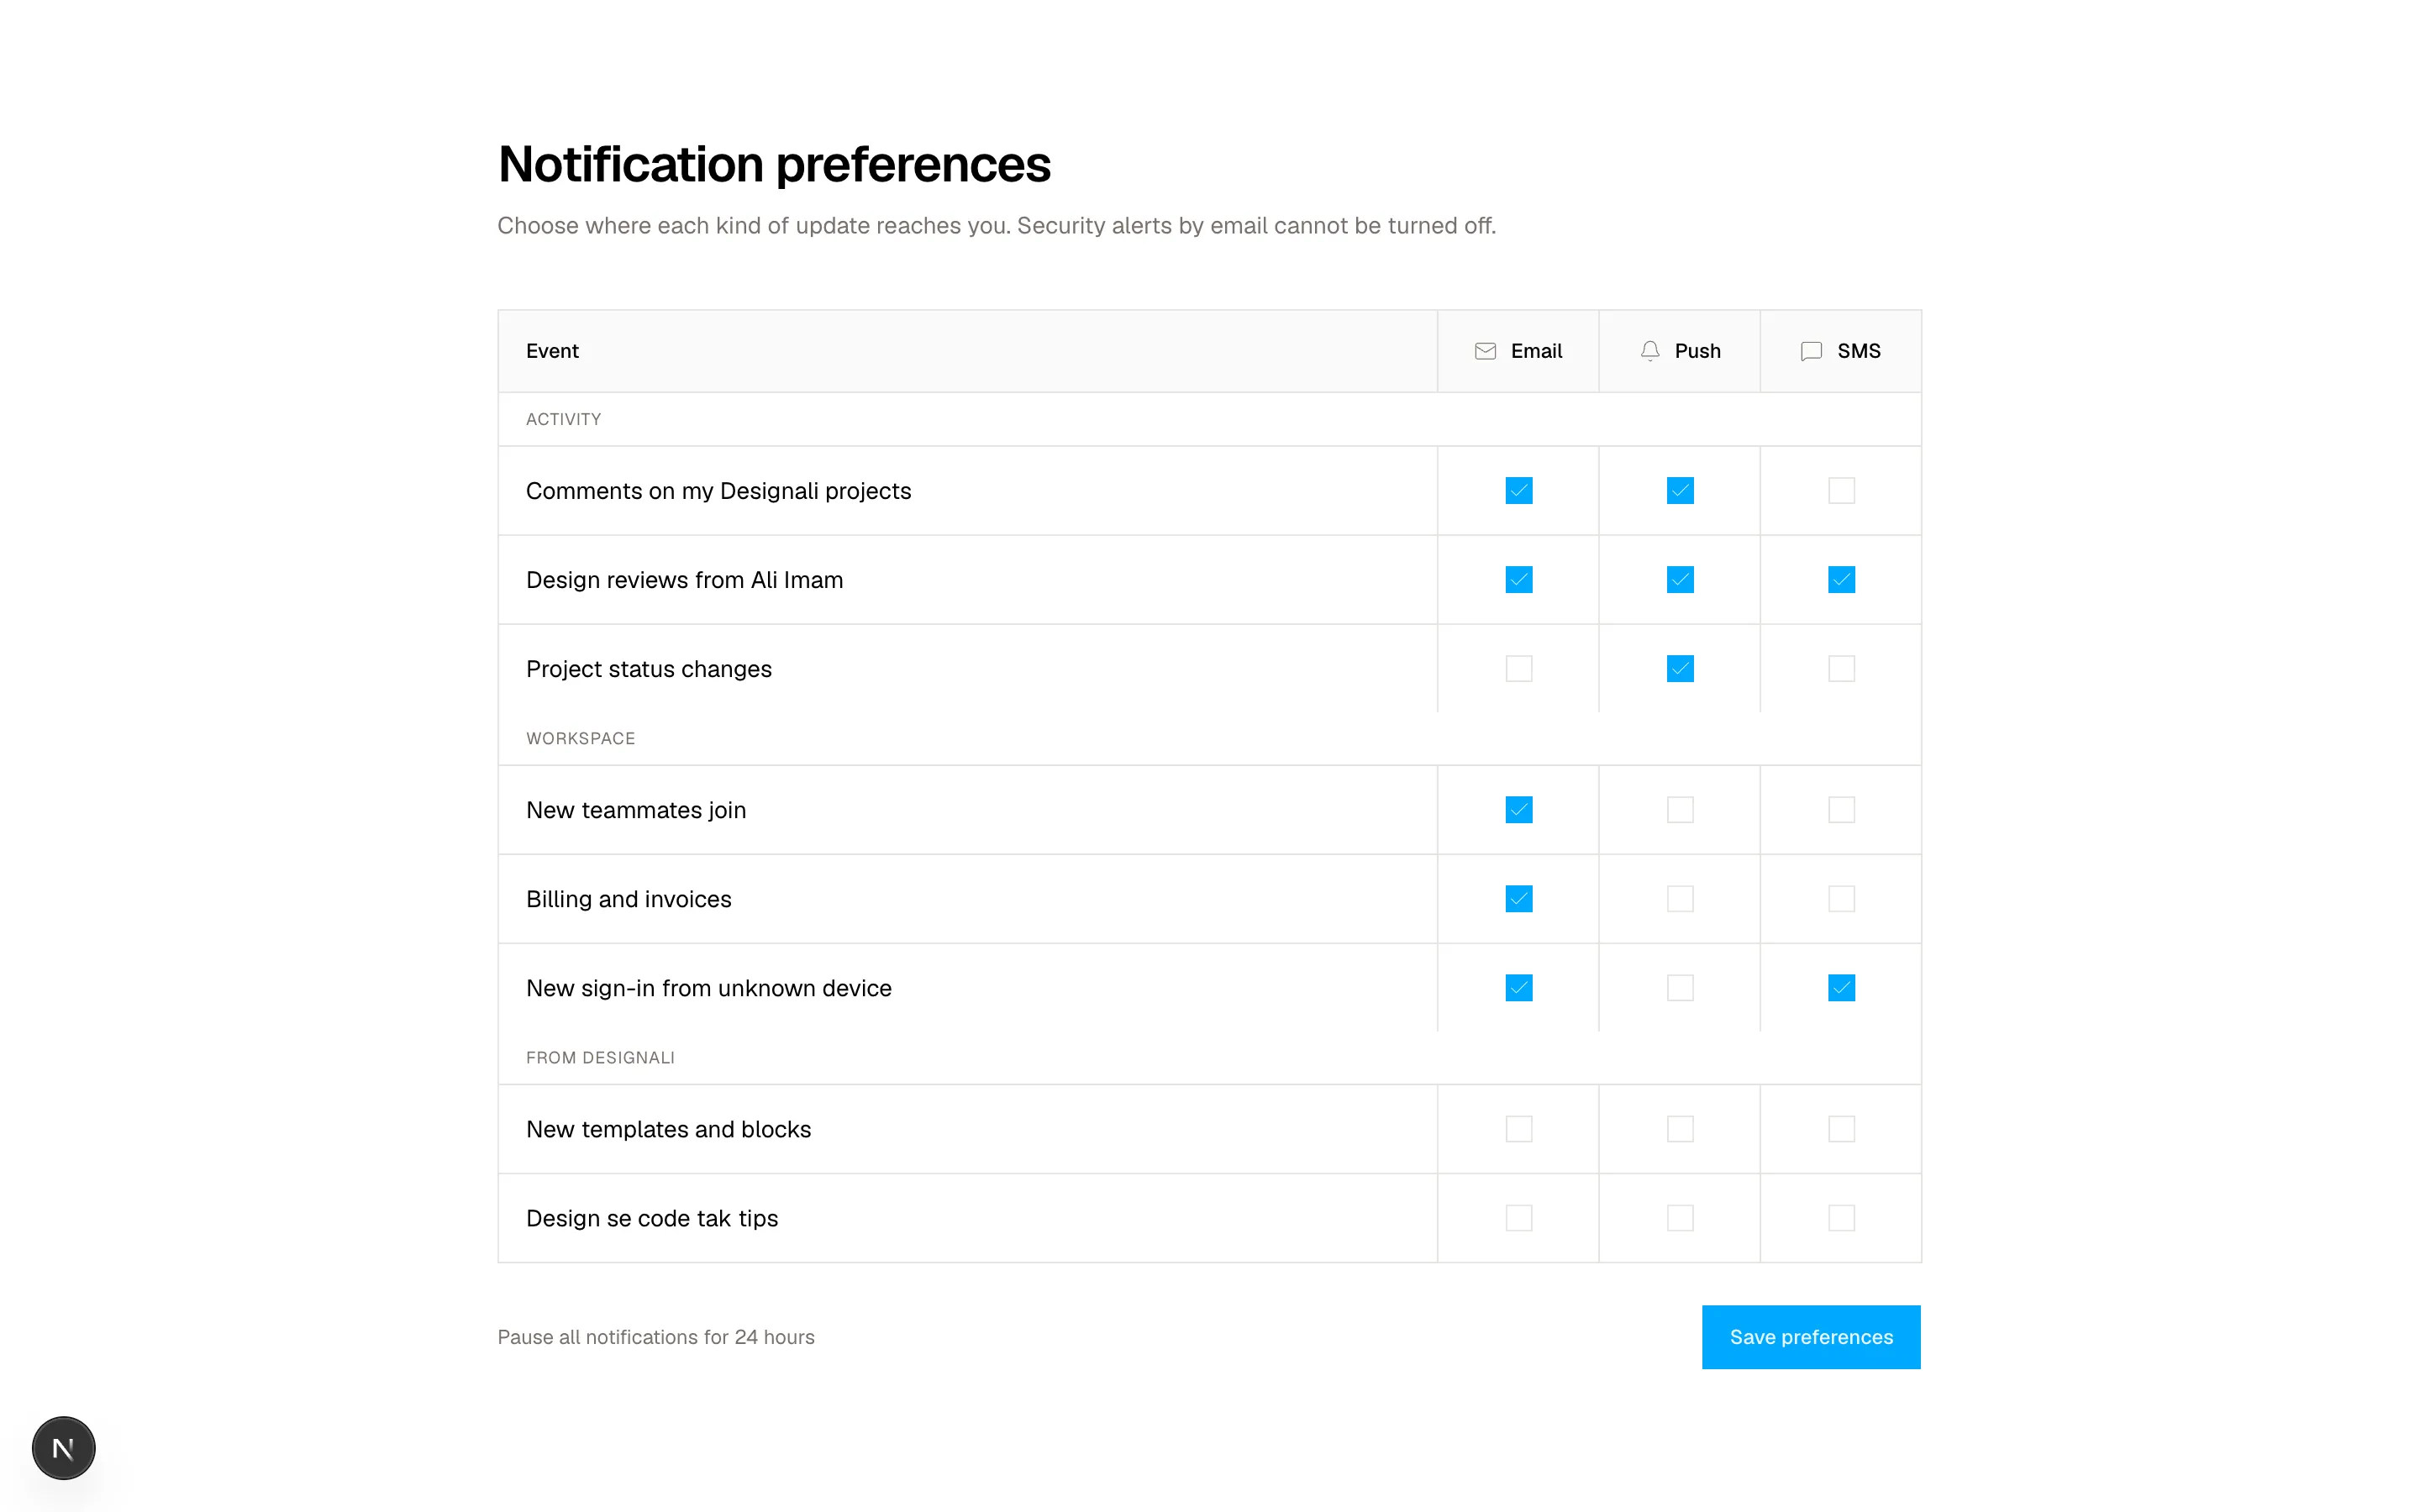 Notification preferences
Choose where each kind of update reaches you. Security alerts by email cannot be turned off.
Event Email Push SMS
ACTIVITY
Comments on my Designali projects
Design reviews from Ali Imam
Project status changes
WORKSPACE
New teammates join
Billing and invoices
New sign-in from unknown device
FROM DESIGNALI
New templates and blocks
Design se code tak tips
Pause all notifications for 24 hours
Save preferences
N